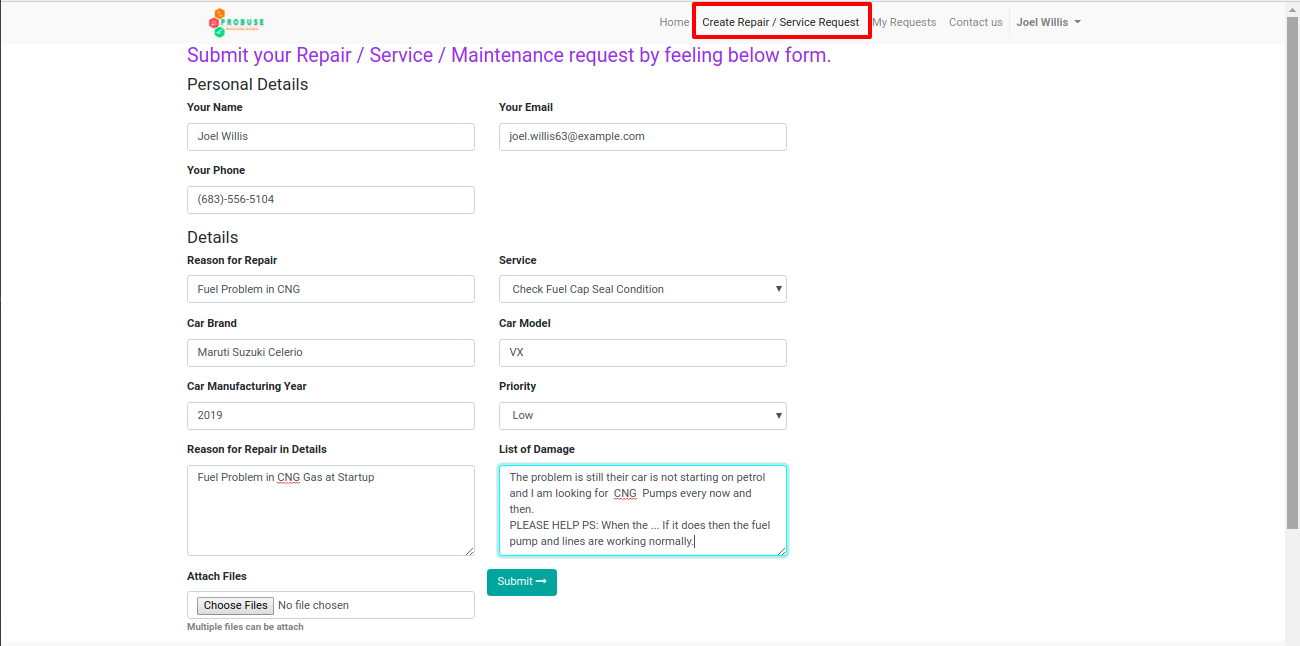 PROBUSE
Home Create Repair / Service Request My Requests Contact us Joel Willis
Submit your Repair / Service / Maintenance request by feeling below form.
Personal Details
Your Name Your Email
Joel Willis joel.willis63@example.com
Your Phone
(683)-556-5104
Details
Reason for Repair Service
Fuel Problem in CNG Check Fuel Cap Seal Condition
Car Brand Car Model
Maruti Suzuki Celerio VX
Car Manufacturing Year Priority
2019 Low
Reason for Repair in Details List of Damage
Fuel Problem in CNG Gas at Startup
The problem is still their car is not starting on petrol
and I am looking for CNG Pumps every now and
then.
PLEASE HELP PS: When the ... If it does then the fuel
pump and lines are working normally.
Attach Files
Submit
Choose Files No file chosen
Multiple files can be attach